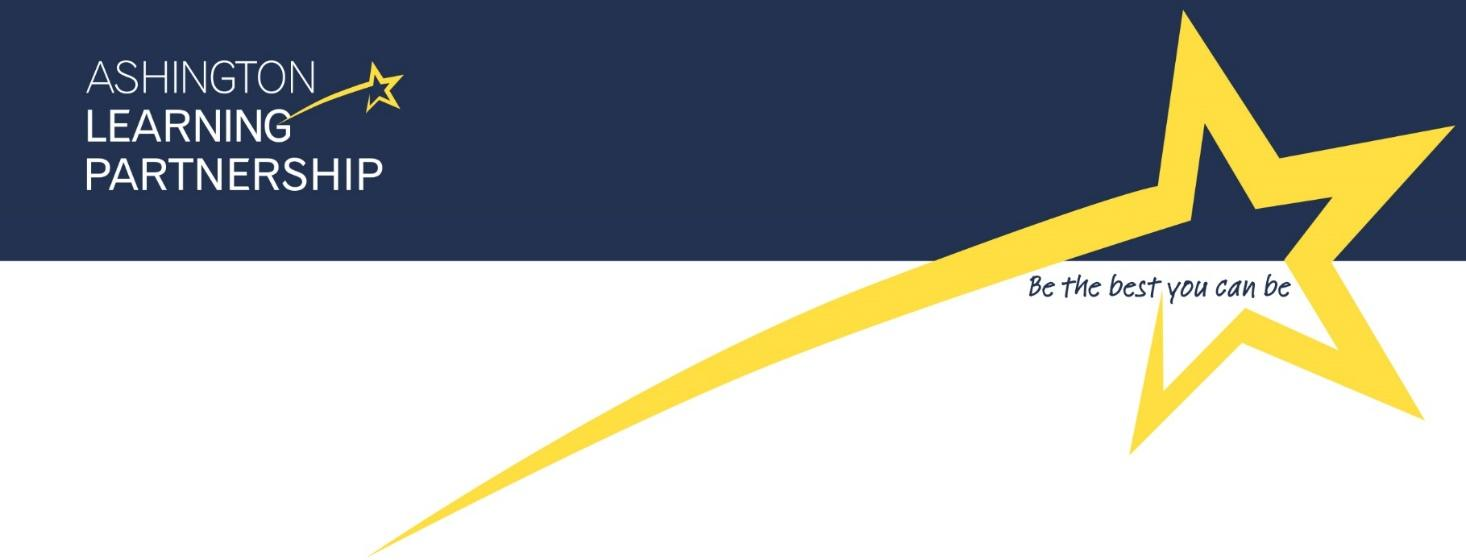 ASHINGTON
LEARNING
PARTNERSHIP
Be the best you can be